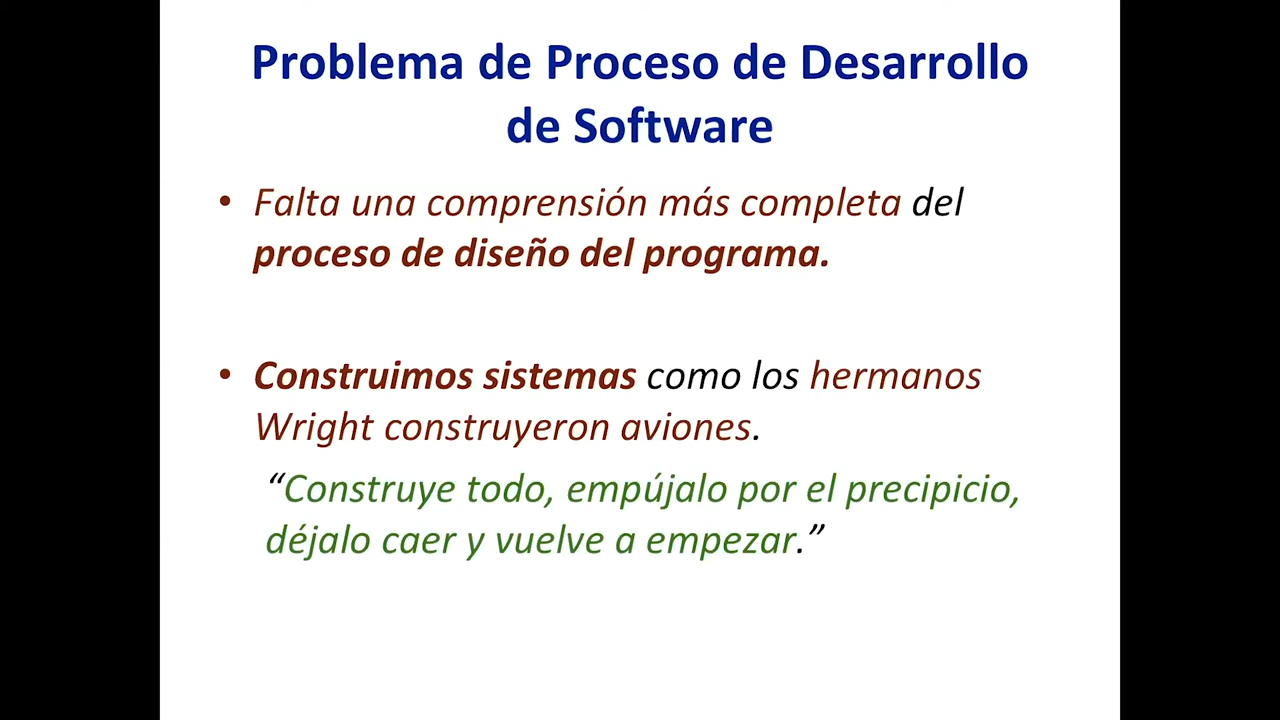 Problema de Proceso de Desarrollo
de Software
• Falta una comprensión más completa del
proceso de diseño del programa.
• Construimos sistemas como los hermanos
Wright construyeron aviones.
“Construye todo, empújalo por el precipicio,
déjalo caer y vuelve a empezar.”